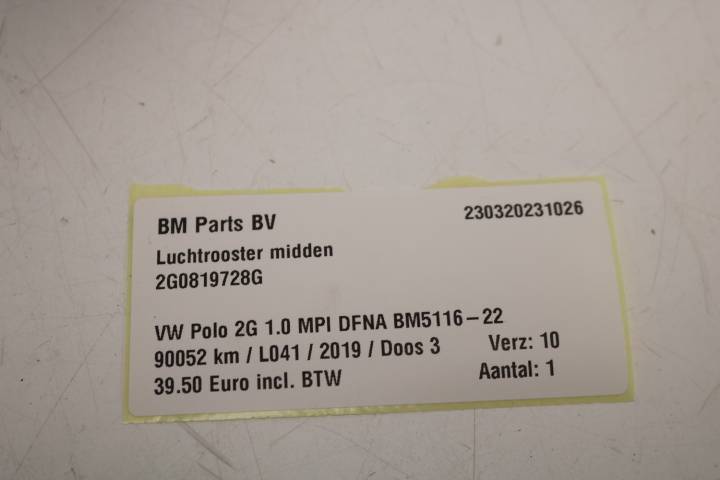 BM Parts BV 230320231026
Luchtrooster midden
2G0819728G
VW Polo 2G 1.0 MPI DFNA BM5116-22
90052 km / L041 / 2019 / Doos 3 Verz: 10
39.50 Euro incl. BTW Aantal: 1